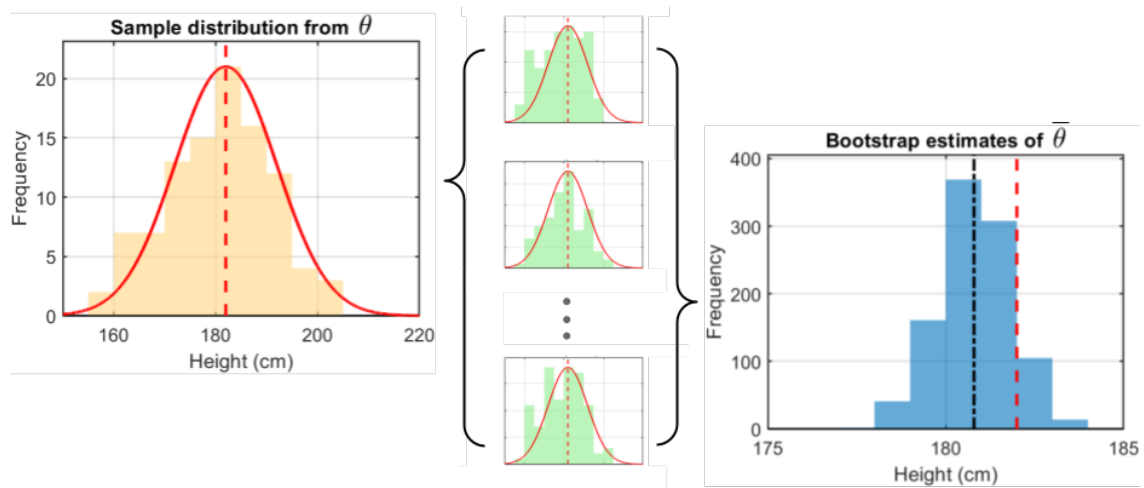 Sample distribution from θ
Frequency
20
15
10
5
0
160
180
200
220
Height (cm)
Bootstrap estimates of θ̅
Frequency
400
300
200
100
0
175
180
185
Height (cm)